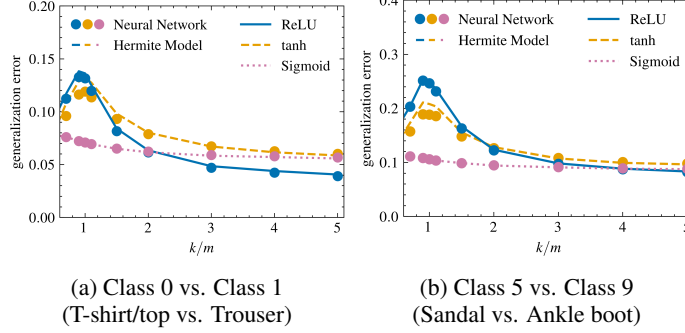 0.20
0.15
0.10
0.05
0.00
generalization error
Neural Network
Hermite Model
ReLU
tanh
Sigmoid
1 2 3 4 5
k/m
(a) Class 0 vs. Class 1
(T-shirt/top vs. Trouser)
0.4
0.3
0.2
0.1
0.0
generalization error
Neural Network
Hermite Model
ReLU
tanh
Sigmoid
1 2 3 4 5
k/m
(b) Class 5 vs. Class 9
(Sandal vs. Ankle boot)